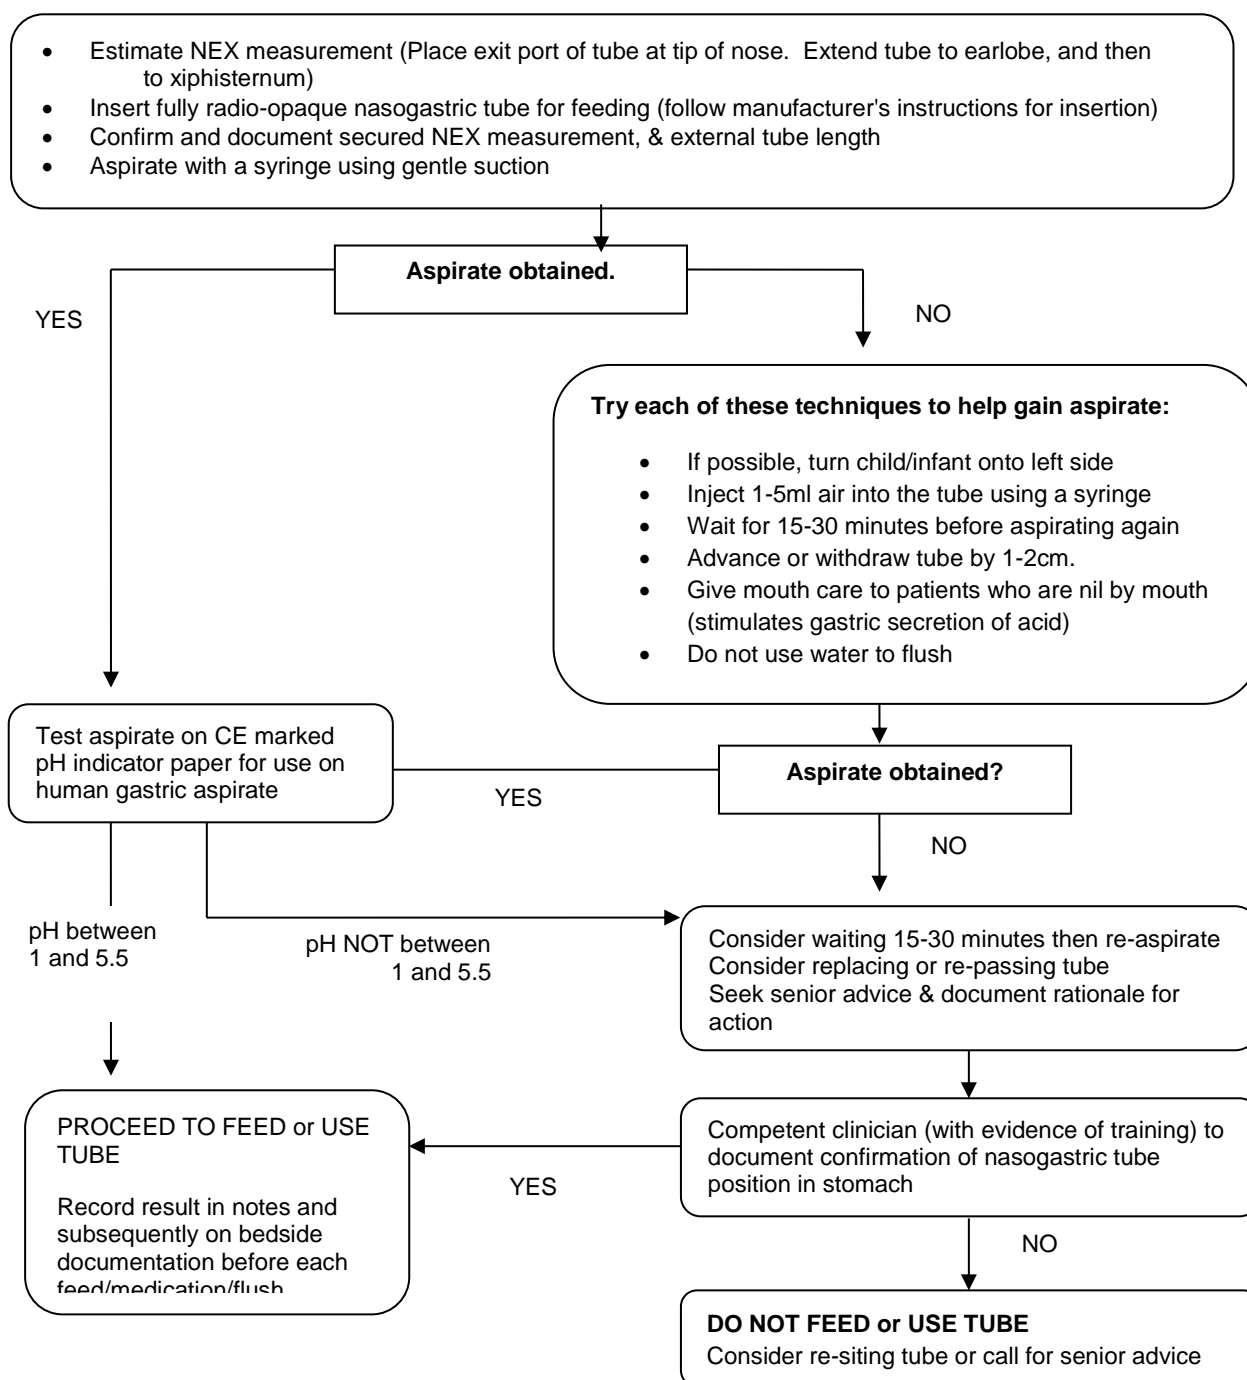 • Estimate NEX measurement (Place exit port of tube at tip of nose. Extend tube to earlobe, and then
to xiphisternum)
• Insert fully radio-opaque nasogastric tube for feeding (follow manufacturer's instructions for insertion)
• Confirm and document secured NEX measurement, & external tube length
• Aspirate with a syringe using gentle suction
Aspirate obtained.
YES
NO
Try each of these techniques to help gain aspirate:
• If possible, turn child/infant onto left side
• Inject 1-5ml air into the tube using a syringe
• Wait for 15-30 minutes before aspirating again
• Advance or withdraw tube by 1-2cm.
• Give mouth care to patients who are nil by mouth
(stimulates gastric secretion of acid)
• Do not use water to flush
Test aspirate on CE marked
pH indicator paper for use on
human gastric aspirate
YES
Aspirate obtained?
NO
pH between
1 and 5.5
pH NOT between
1 and 5.5
Consider waiting 15-30 minutes then re-aspirate
Consider replacing or re-passing tube
Seek senior advice & document rationale for
action
PROCEED TO FEED or USE
TUBE
Record result in notes and
subsequently on bedside
documentation before each
feed/medication/flush
YES
Competent clinician (with evidence of training) to
document confirmation of nasogastric tube
position in stomach
NO
DO NOT FEED or USE TUBE
Consider re-siting tube or call for senior advice